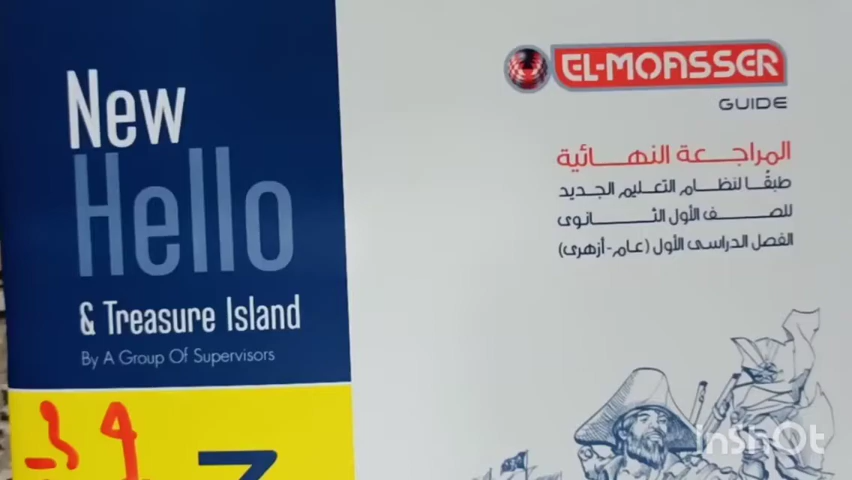 New
Hello
& Treasure Island
By A Group Of Supervisors
EL-MOASSER
GUIDE
المراجعة النهائية
طبقًا لنظام التعليم الجديد
للصف الأول الثانوى
الفصل الدراسى الأول (عام-أزهرى)
InShOt